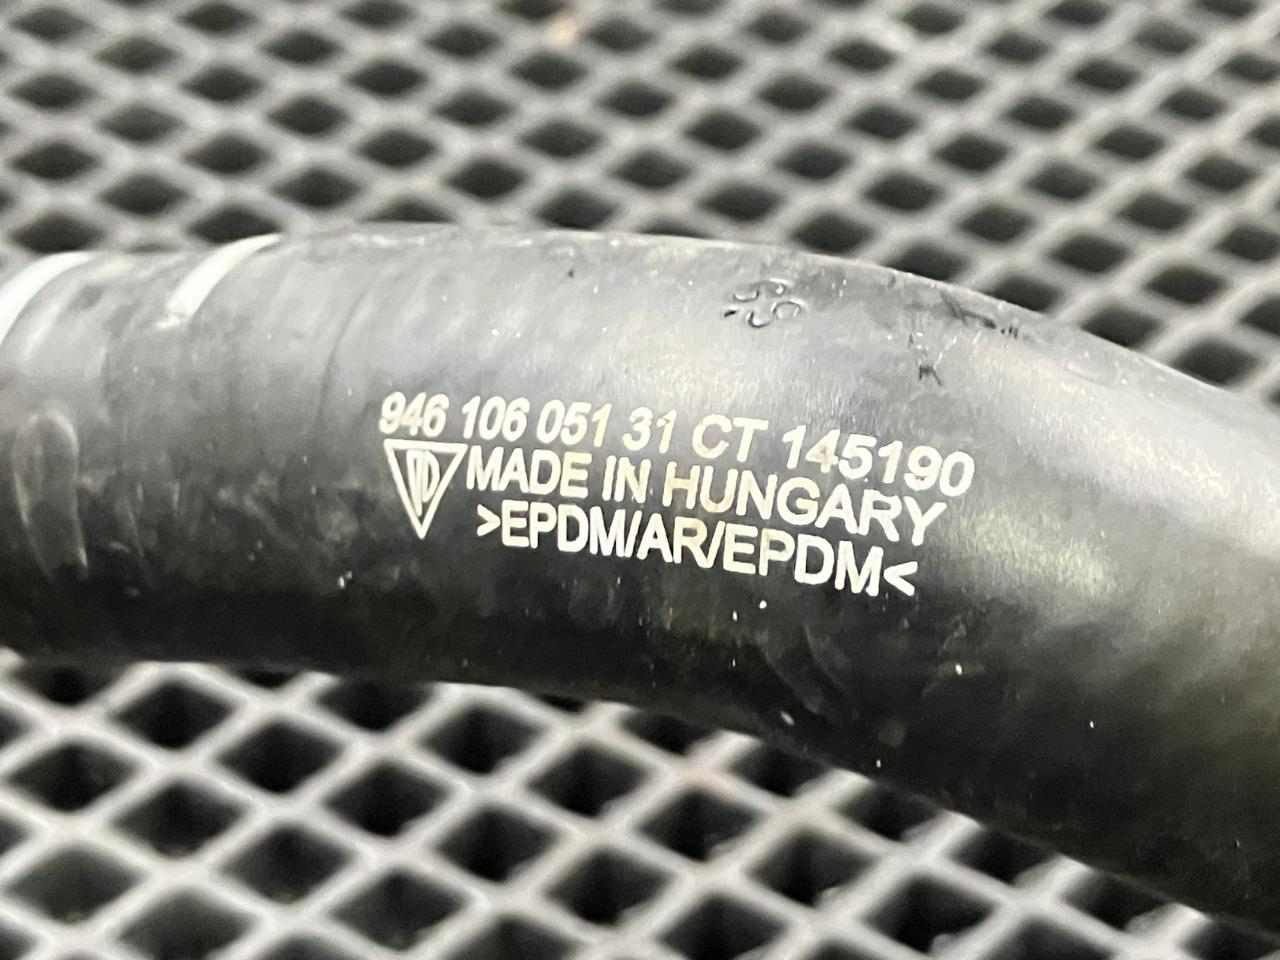 946 106 051 31 CT 145190
MADE IN HUNGARY
>EPDM/AR/EPDM<